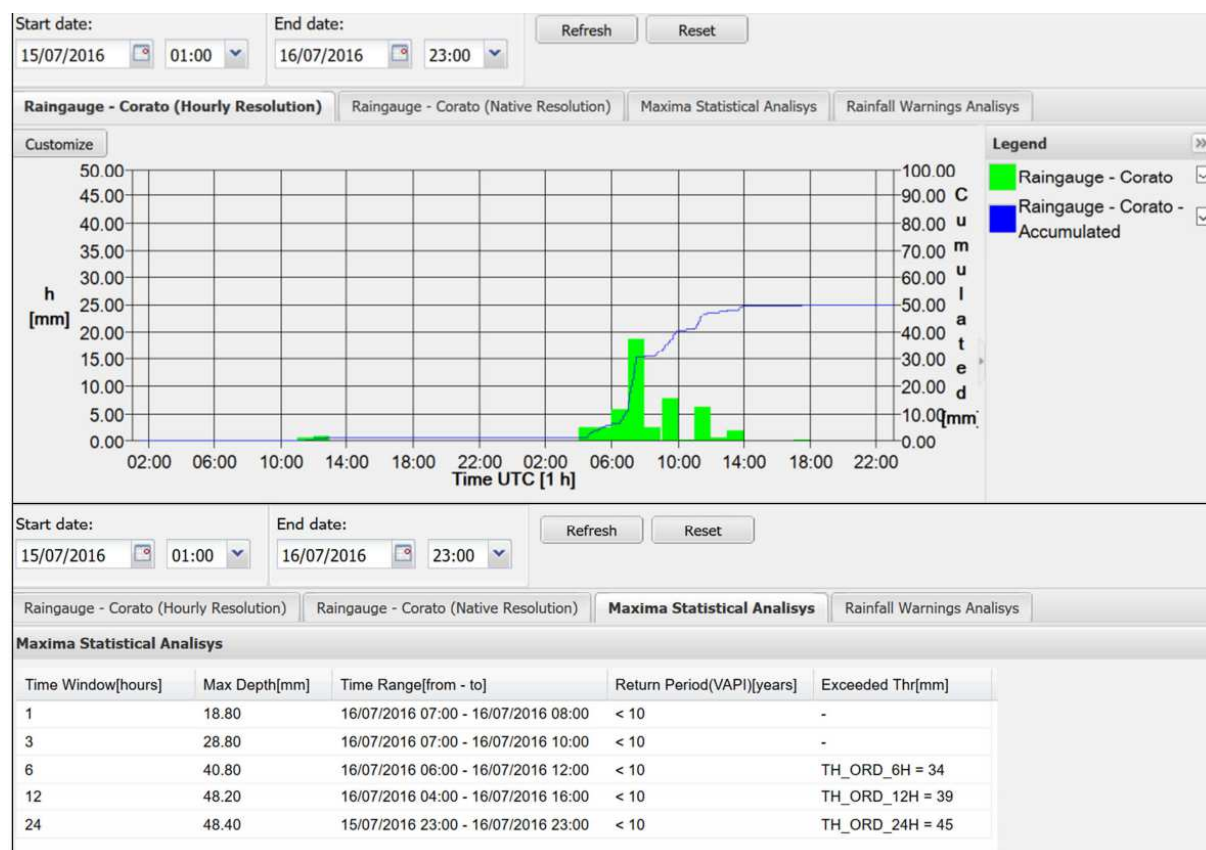 Start date: End date:
15/07/2016 01:00 16/07/2016 23:00 Refresh Reset
Raingauge - Corato (Hourly Resolution) Raingauge - Corato (Native Resolution) Maxima Statistical Analisys Rainfall Warnings Analisys
Customize
Legend
Raingauge - Corato
Raingauge - Corato -
Accumulated
h
[mm]
50.00
45.00
40.00
35.00
30.00
25.00
20.00
15.00
10.00
5.00
0.00
100.00
90.00
80.00
70.00
60.00
50.00
40.00
30.00
20.00
10.00
0.00
Cumulated
[mm]
02:00 06:00 10:00 14:00 18:00 22:00 02:00 06:00 10:00 14:00 18:00 22:00
Time UTC [1 h]
Start date: End date:
15/07/2016 01:00 16/07/2016 23:00 Refresh Reset
Raingauge - Corato (Hourly Resolution) Raingauge - Corato (Native Resolution) Maxima Statistical Analisys Rainfall Warnings Analisys
Maxima Statistical Analisys
Time Window[hours] Max Depth[mm] Time Range[from - to] Return Period(VAPI)[years] Exceeded Thr[mm]
1 18.80 16/07/2016 07:00 - 16/07/2016 08:00 < 10 -
3 28.80 16/07/2016 07:00 - 16/07/2016 10:00 < 10 -
6 40.80 16/07/2016 06:00 - 16/07/2016 12:00 < 10 TH_ORD_6H = 34
12 48.20 16/07/2016 04:00 - 16/07/2016 16:00 < 10 TH_ORD_12H = 39
24 48.40 15/07/2016 23:00 - 16/07/2016 23:00 < 10 TH_ORD_24H = 45